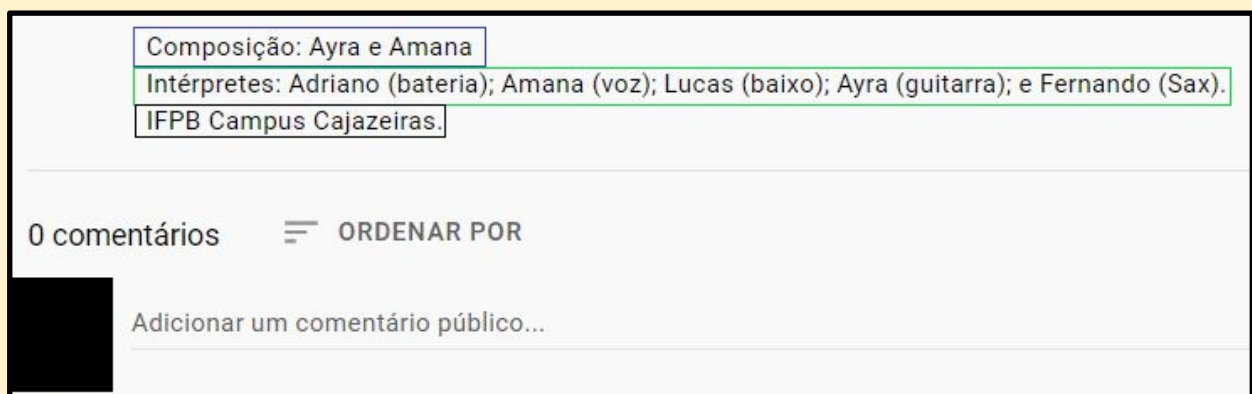 Composição: Ayra e Amana
Intérpretes: Adriano (bateria); Amana (voz); Lucas (baixo); Ayra (guitarra); e Fernando (Sax).
IFPB Campus Cajazeiras.
0 comentários ORDENAR POR
Adicionar um comentário público...